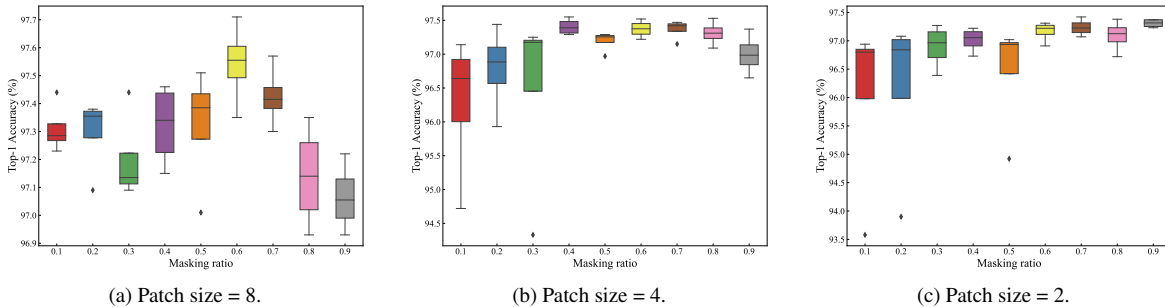 97.7
97.6
97.5
97.4
97.3
97.2
97.1
97.0
96.9
Top-1 Accuracy (%)
0.1 0.2 0.3 0.4 0.5 0.6 0.7 0.8 0.9
Masking ratio
(a) Patch size = 8.
97.5
97.0
96.5
96.0
95.5
95.0
94.5
Top-1 Accuracy (%)
0.1 0.2 0.3 0.4 0.5 0.6 0.7 0.8 0.9
Masking ratio
(b) Patch size = 4.
97.5
97.0
96.5
96.0
95.5
95.0
94.5
94.0
93.5
Top-1 Accuracy (%)
0.1 0.2 0.3 0.4 0.5 0.6 0.7 0.8 0.9
Masking ratio
(c) Patch size = 2.